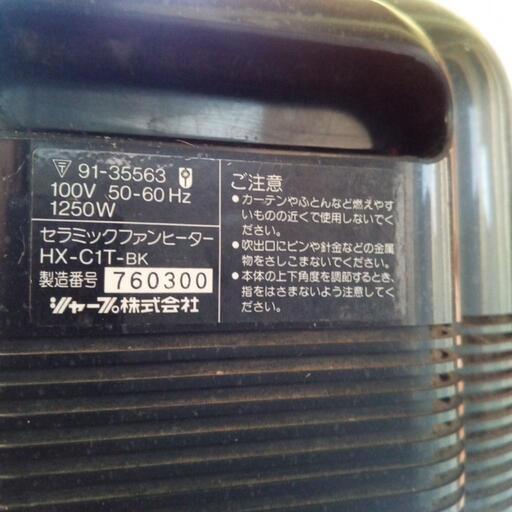 91-35563
100V 50-60Hz
1250W
セラミックファンヒーター
HX-C1T-BK
製造番号 760300
シャープ株式会社
ご注意
●カーテンやふとんなど燃えやす
いものの近くで使用しないでく
ださい。
●吹出口にピンや針金などの金属
物をさしこまないでください。
●本体の上下角度を調節するとき、
指をはさまないよう注意してく
ださい。